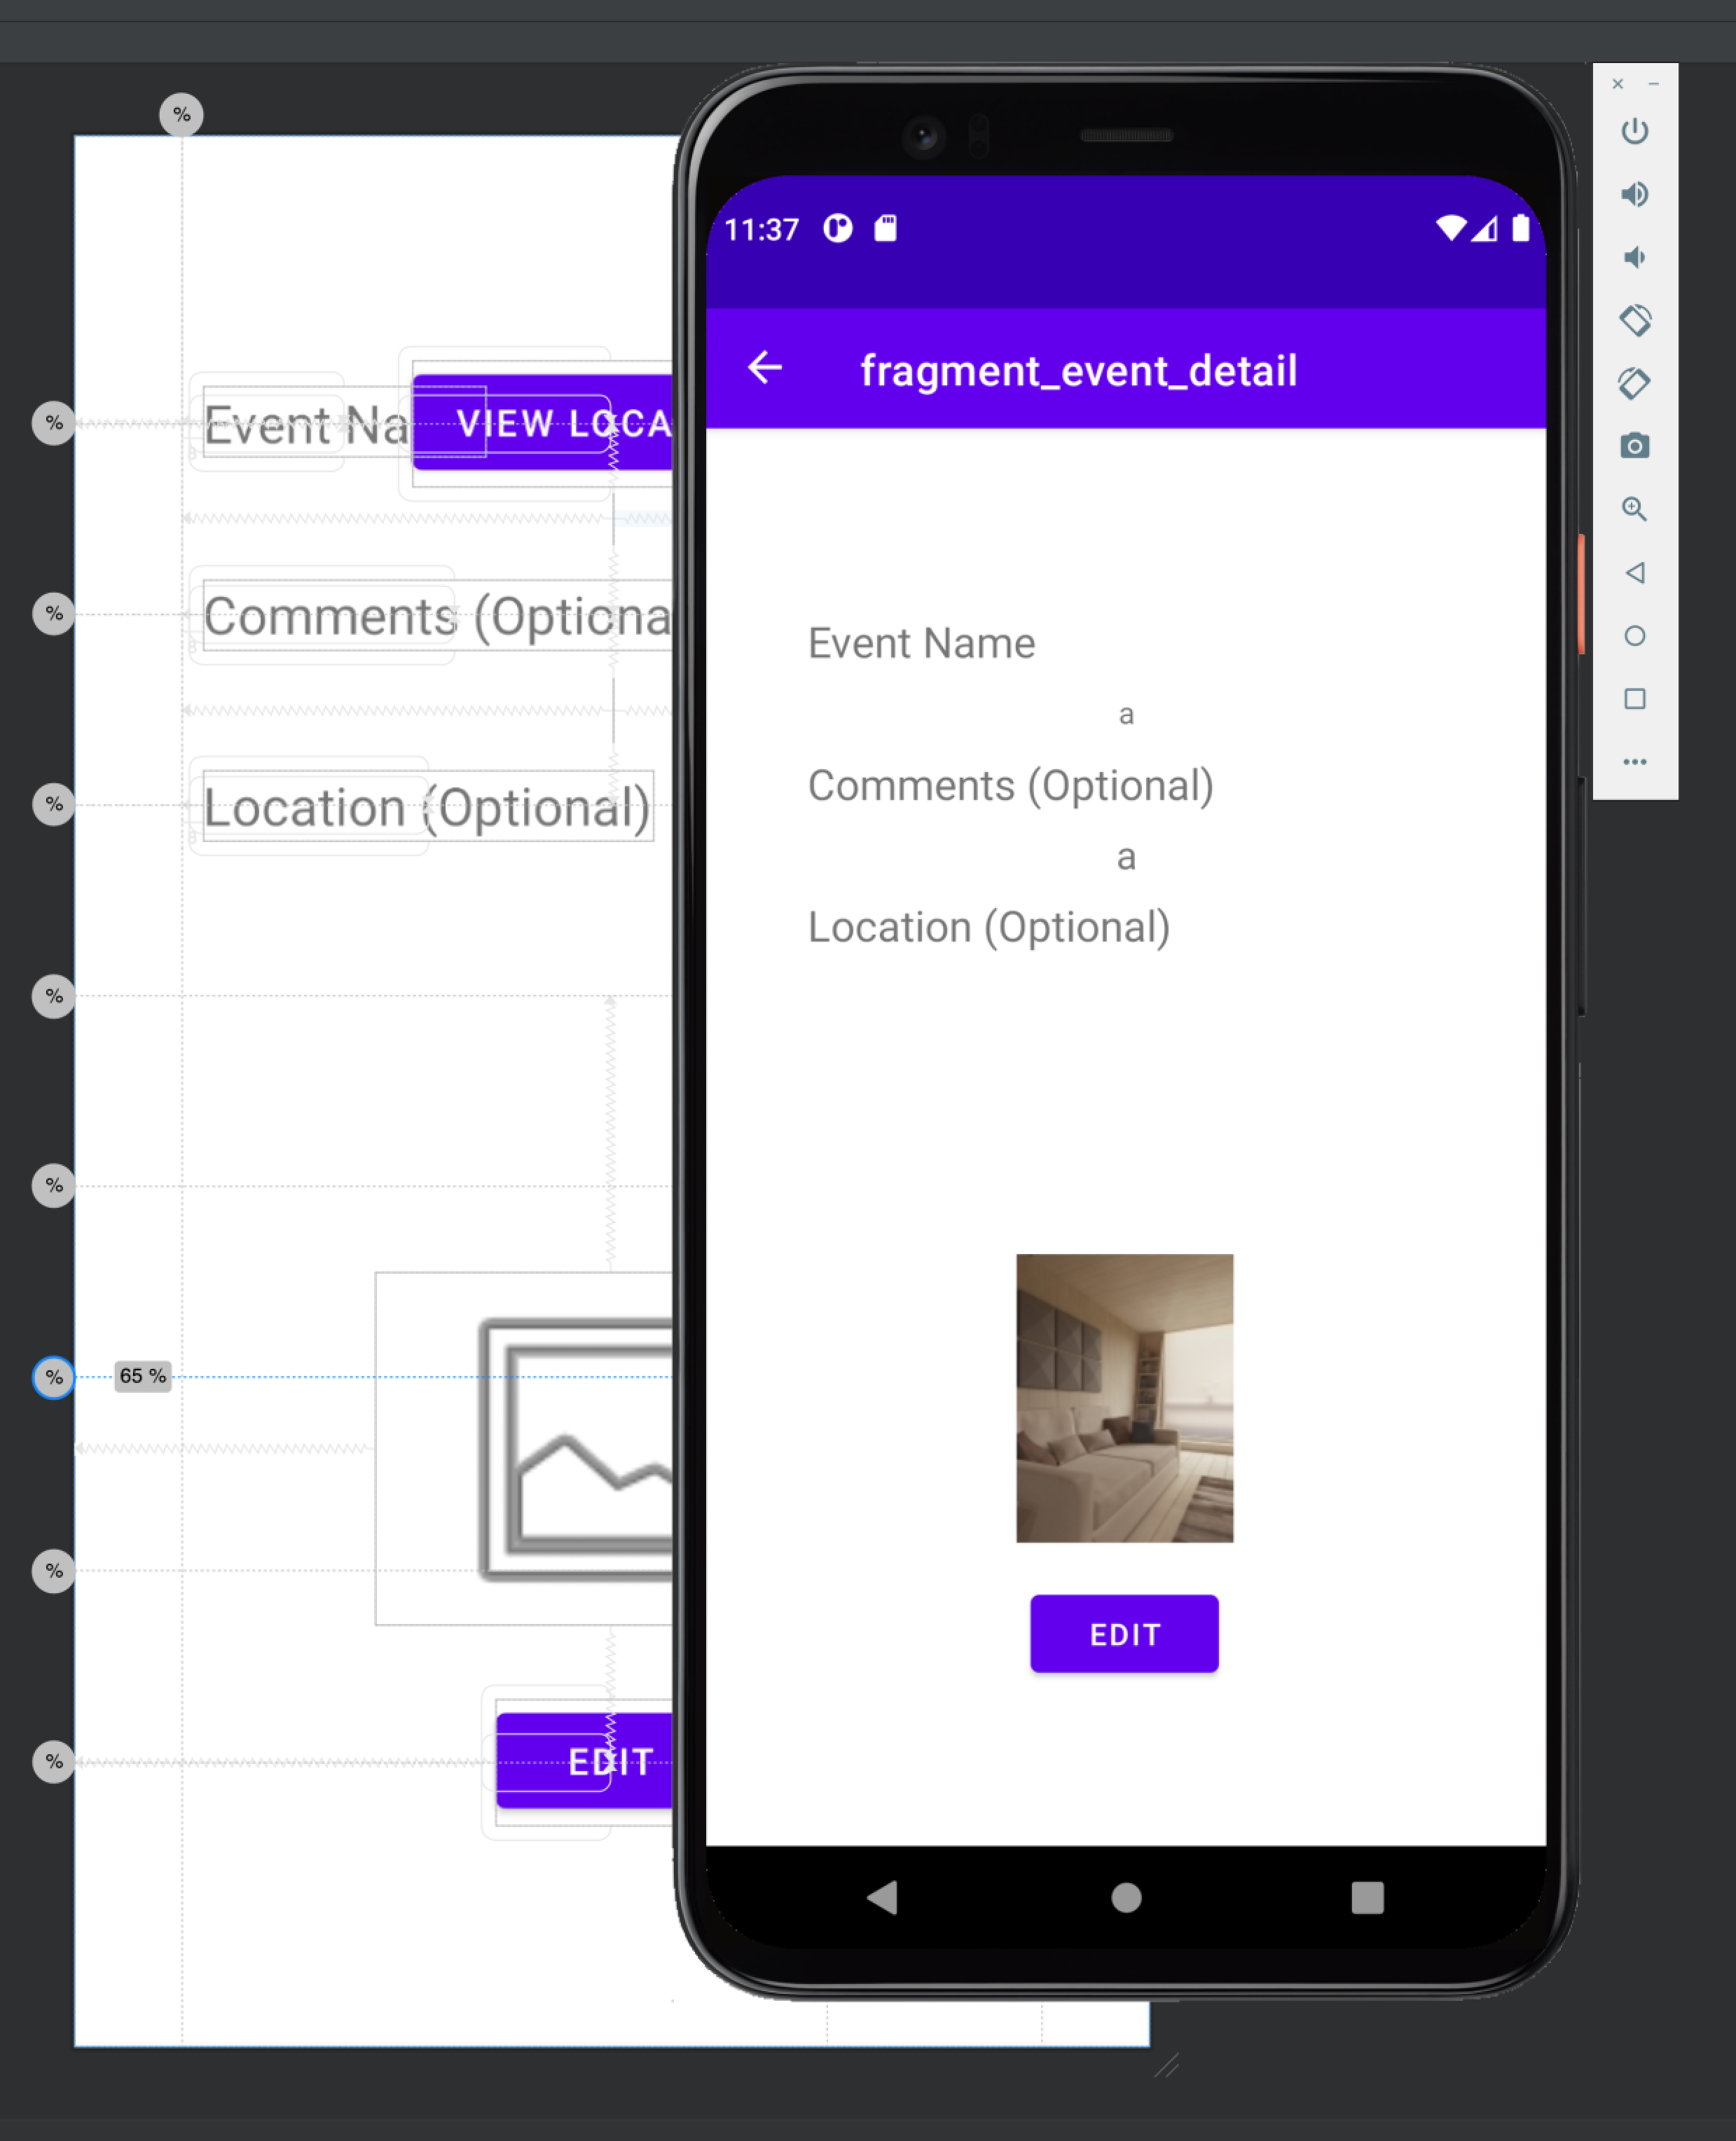 %
% Event Na VIEW LOCA
% Comments (Optiona
% Location (Optional)
%
%
% 65 %
%
% EDIT
11:37
fragment_event_detail
Event Name
a
Comments (Optional)
a
Location (Optional)
EDIT